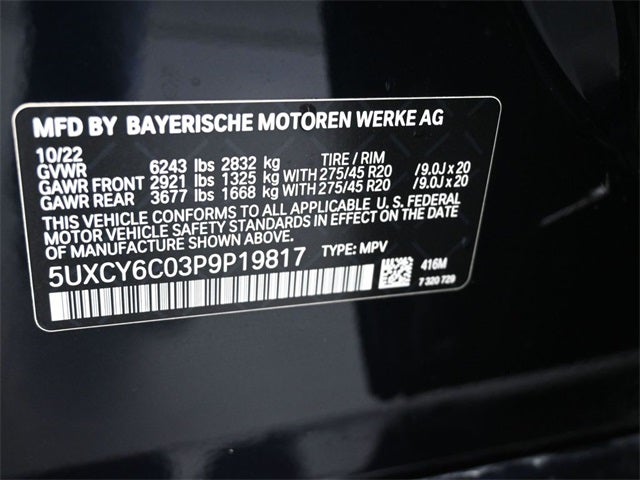 MFD BY BAYERISCHE MOTOREN WERKE AG
10/22 TIRE / RIM
GVWR 6243 lbs 2832 kg
GAWR FRONT 2921 lbs 1325 kg WITH 275/45 R20 / 9.0J x 20
GAWR REAR 3677 lbs 1668 kg WITH 275/45 R20 / 9.0J x 20
THIS VEHICLE CONFORMS TO ALL APPLICABLE U. S. FEDERAL
MOTOR VEHICLE SAFETY STANDARDS IN EFFECT ON THE DATE
OF MANUFACTURE SHOWN ABOVE.
5UXCY6C03P9P19817 TYPE: MPV
416M
7 320 729